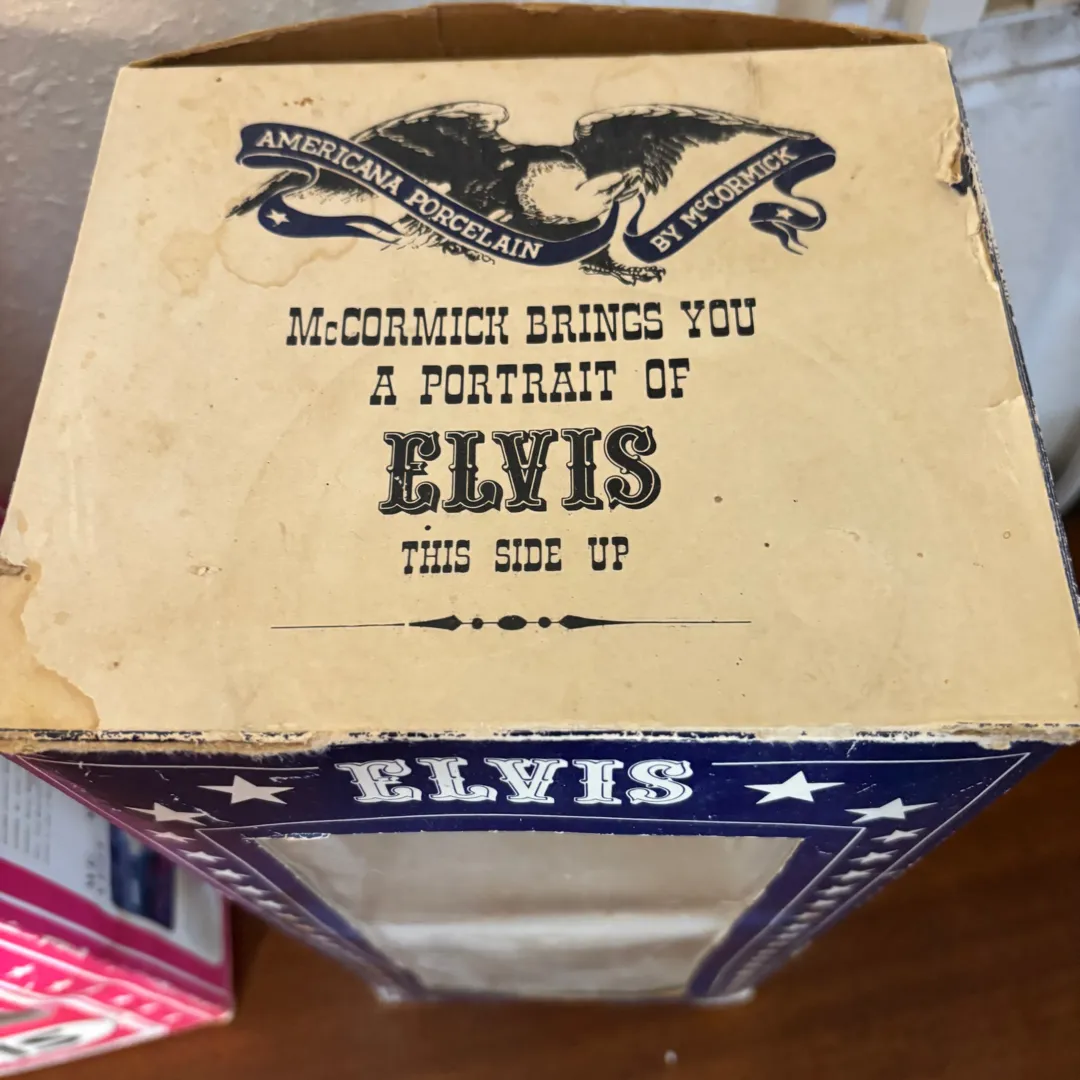 AMERICANA PORCELAIN
BY McCORMICK
McCORMICK BRINGS YOU
A PORTRAIT OF
ELVIS
THIS SIDE UP
ELVIS